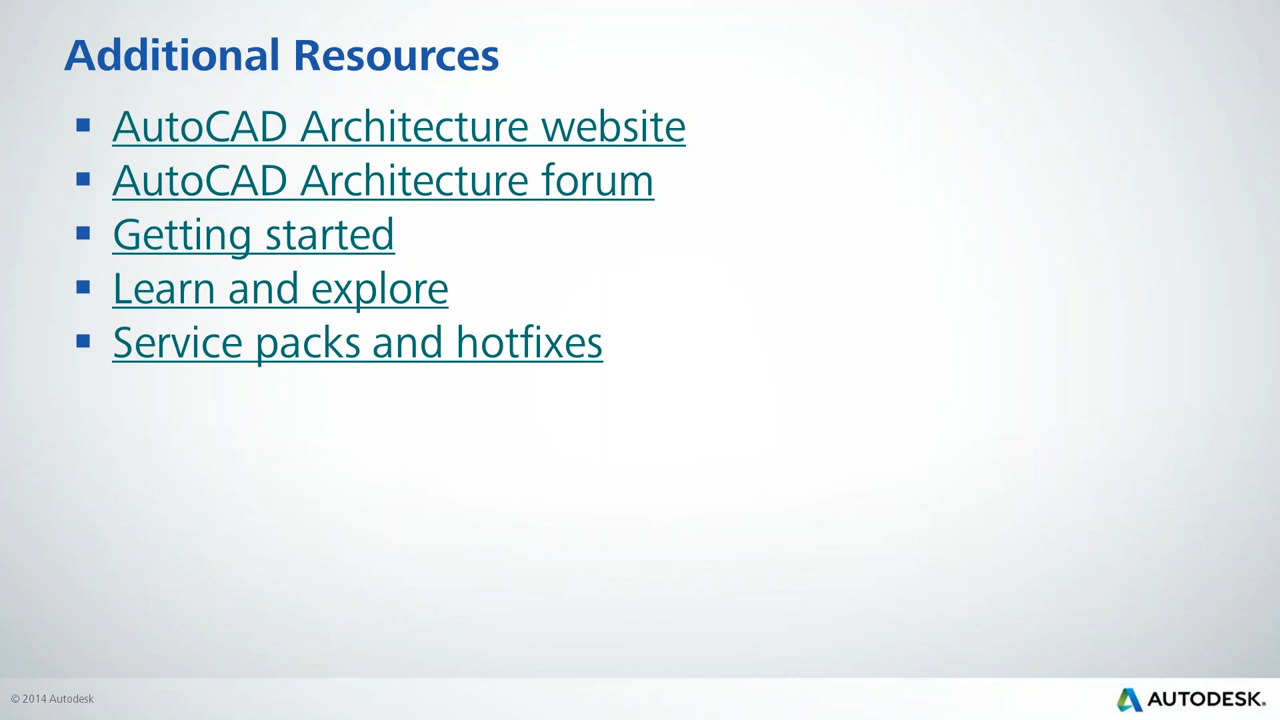 Additional Resources
▪ AutoCAD Architecture website
▪ AutoCAD Architecture forum
▪ Getting started
▪ Learn and explore
▪ Service packs and hotfixes
© 2014 Autodesk
AUTODESK.